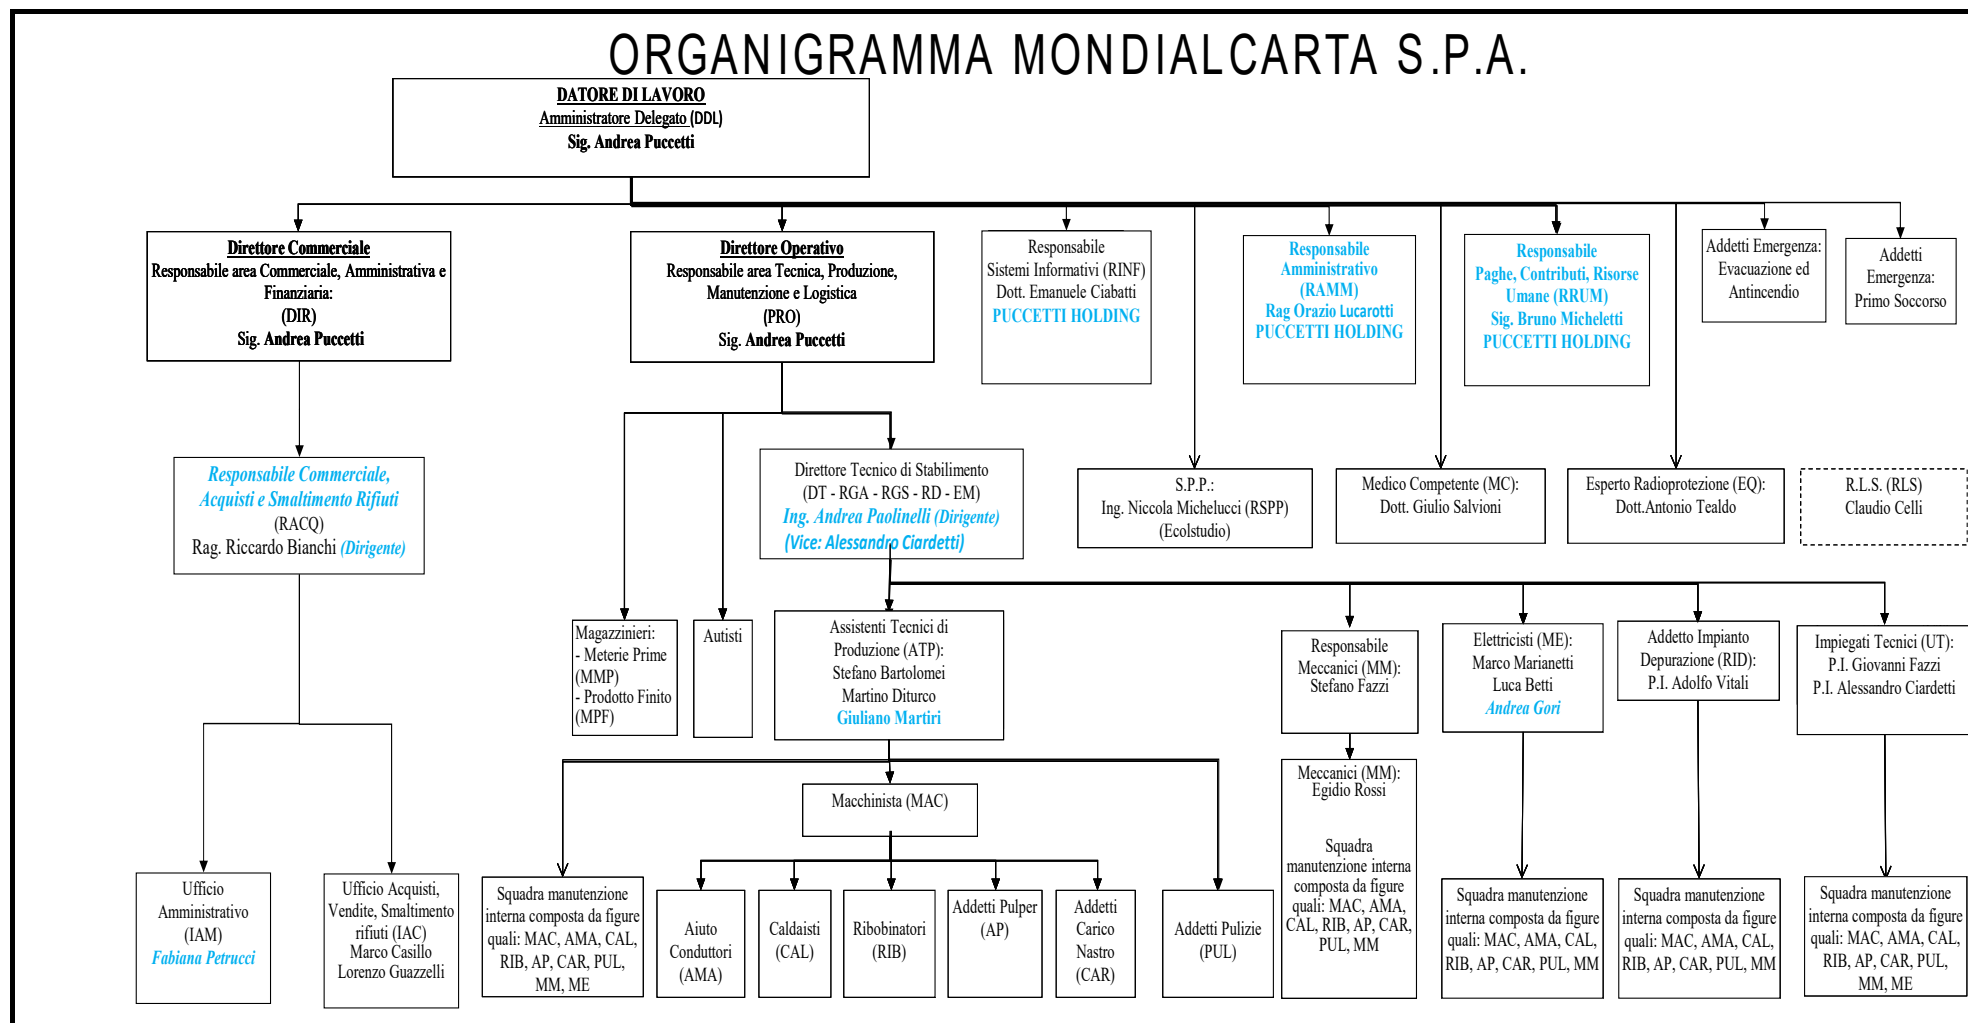 ORGANIGRAMMA MONDIALCARTA S.P.A.
DATORE DI LAVORO
Amministratore Delegato (DDL)
Sig. Andrea Puccetti
Direttore Commerciale
Responsabile area Commerciale, Amministrativa e
Finanziaria:
(DIR)
Sig. Andrea Puccetti
Direttore Operativo
Responsabile area Tecnica, Produzione,
Manutenzione e Logistica
(PRO)
Sig. Andrea Puccetti
Responsabile
Sistemi Informativi (RINF)
Dott. Emanuele Ciabatti
PUCCETTI HOLDING
Responsabile
Amministrativo
(RAMM)
Rag Orazio Lucarotti
PUCCETTI HOLDING
Responsabile
Paghe, Contributi, Risorse
Umane (RRUM)
Sig. Bruno Micheletti
PUCCETTI HOLDING
Addetti Emergenza:
Evacuazione ed
Antincendio
Addetti
Emergenza:
Primo Soccorso
Responsabile Commerciale,
Acquisti e Smaltimento Rifiuti
(RACQ)
Rag. Riccardo Bianchi (Dirigente)
Direttore Tecnico di Stabilimento
(DT - RGA - RGS - RD - EM)
Ing. Andrea Paolinelli (Dirigente)
(Vice: Alessandro Ciardetti)
S.P.P.:
Ing. Niccola Michelucci (RSPP)
(Ecolstudio)
Medico Competente (MC):
Dott. Giulio Salvioni
Esperto Radioprotezione (EQ):
Dott.Antonio Tealdo
R.L.S. (RLS)
Claudio Celli
Magazzinieri:
- Meterie Prime
(MMP)
- Prodotto Finito
(MPF)
Autisti
Assistenti Tecnici di
Produzione (ATP):
Stefano Bartolomei
Martino Diturco
Giuliano Martiri
Responsabile
Meccanici (MM):
Stefano Fazzi
Elettricisti (ME):
Marco Marianetti
Luca Betti
Andrea Gori
Addetto Impianto
Depurazione (RID):
P.I. Adolfo Vitali
Impiegati Tecnici (UT):
P.I. Giovanni Fazzi
P.I. Alessandro Ciardetti
Macchinista (MAC)
Meccanici (MM):
Egidio Rossi
Squadra
manutenzione interna
composta da figure
quali: MAC, AMA,
CAL, RIB, AP, CAR,
PUL, MM
Ufficio
Amministrativo
(IAM)
Fabiana Petrucci
Ufficio Acquisti,
Vendite, Smaltimento
rifiuti (IAC)
Marco Casillo
Lorenzo Guazzelli
Squadra manutenzione
interna composta da figure
quali: MAC, AMA, CAL,
RIB, AP, CAR, PUL,
MM, ME
Aiuto
Conduttori
(AMA)
Caldaisti
(CAL)
Ribobinatori
(RIB)
Addetti Pulper
(AP)
Addetti
Carico
Nastro
(CAR)
Addetti Pulizie
(PUL)
Squadra manutenzione
interna composta da figure
quali: MAC, AMA, CAL,
RIB, AP, CAR, PUL, MM
Squadra manutenzione
interna composta da figure
quali: MAC, AMA, CAL,
RIB, AP, CAR, PUL, MM
Squadra manutenzione
interna composta da figure
quali: MAC, AMA, CAL,
RIB, AP, CAR, PUL,
MM, ME